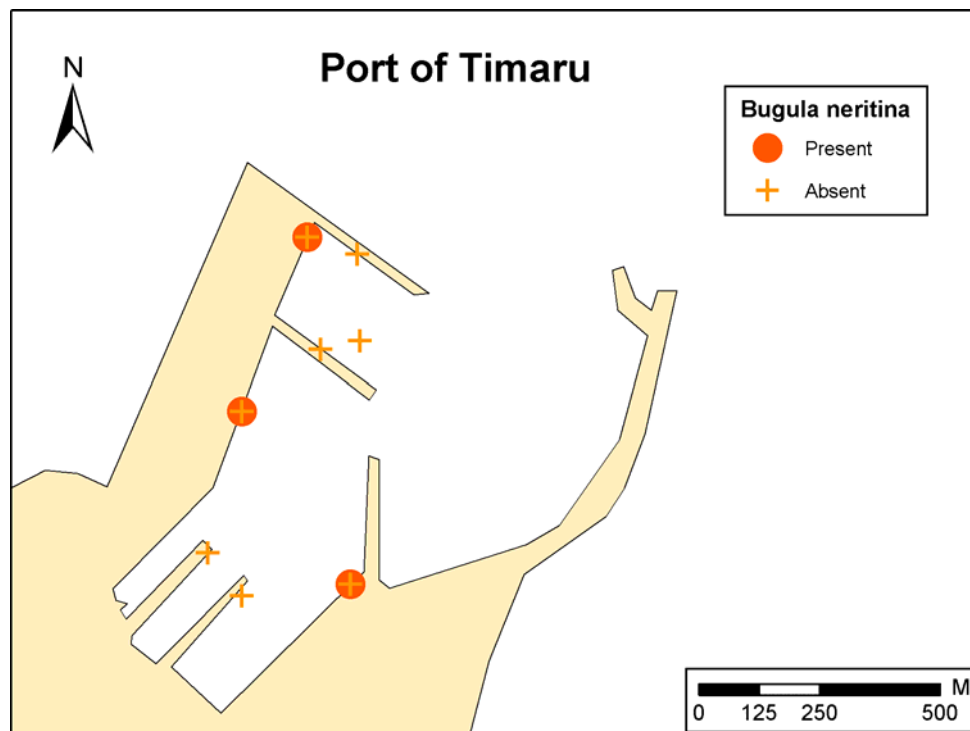 Port of Timaru
N
Bugula neritina
Present
Absent
M
0 125 250 500